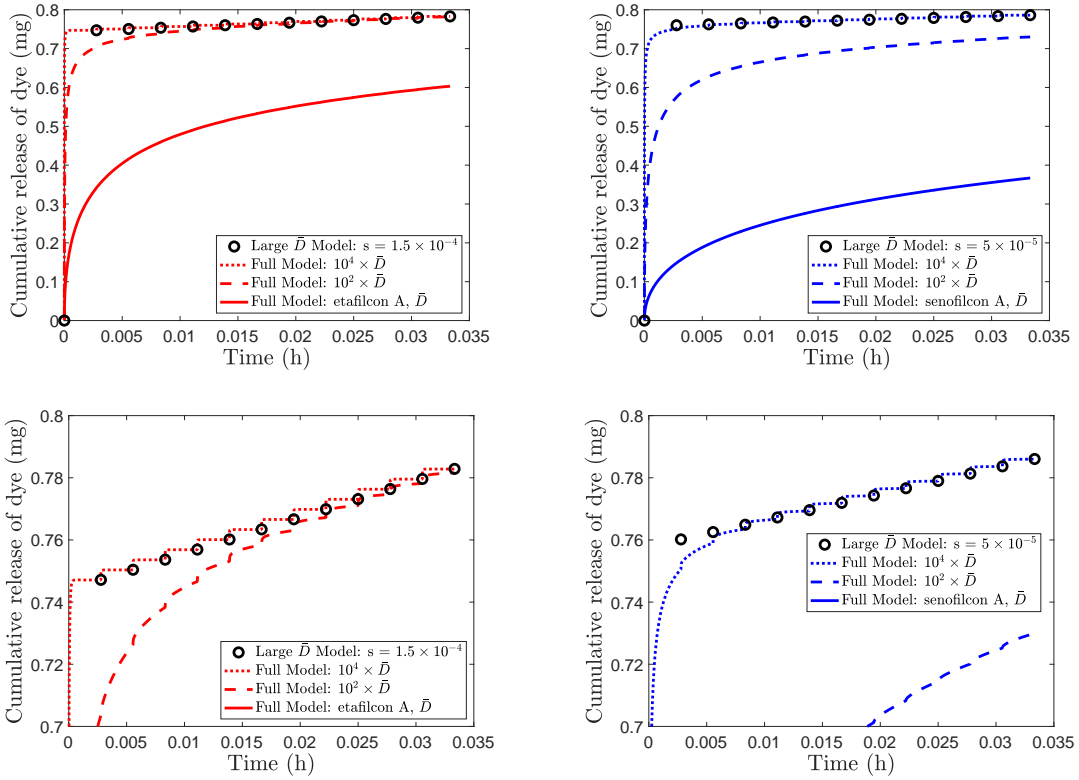 Cumulative release of dye (mg)
0.8
0.7
0.6
0.5
0.4
0.3
0.2
0.1
0
Large D̄ Model: s = 1.5 × 10⁻⁴
Full Model: 10⁴ × D̄
Full Model: 10² × D̄
Full Model: etafilcon A, D̄
0 0.005 0.01 0.015 0.02 0.025 0.03 0.035
Time (h)
Cumulative release of dye (mg)
0.8
0.7
0.6
0.5
0.4
0.3
0.2
0.1
0
Large D̄ Model: s = 5 × 10⁻⁵
Full Model: 10⁴ × D̄
Full Model: 10² × D̄
Full Model: senofilcon A, D̄
0 0.005 0.01 0.015 0.02 0.025 0.03 0.035
Time (h)
Cumulative release of dye (mg)
0.8
0.78
0.76
0.74
0.72
0.7
Large D̄ Model: s = 1.5 × 10⁻⁴
Full Model: 10⁴ × D̄
Full Model: 10² × D̄
Full Model: etafilcon A, D̄
0 0.005 0.01 0.015 0.02 0.025 0.03 0.035
Time (h)
Cumulative release of dye (mg)
0.8
0.78
0.76
0.74
0.72
0.7
Large D̄ Model: s = 5 × 10⁻⁵
Full Model: 10⁴ × D̄
Full Model: 10² × D̄
Full Model: senofilcon A, D̄
0 0.005 0.01 0.015 0.02 0.025 0.03 0.035
Time (h)